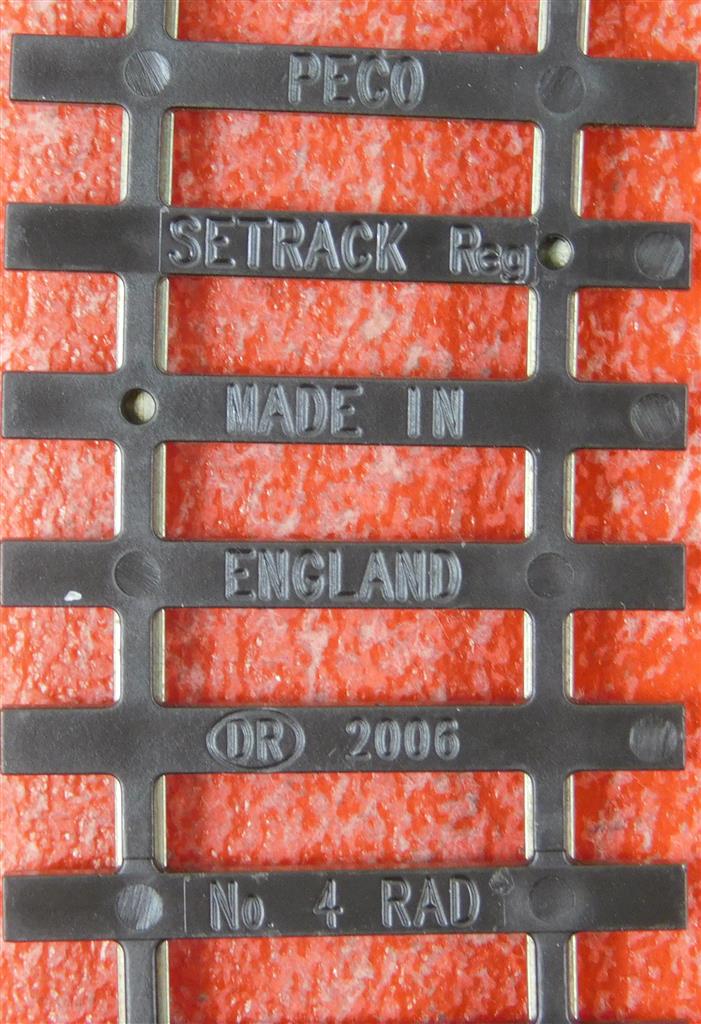 PECO
SETRACK Reg
MADE IN
ENGLAND
DR 2006
No. 4 RAD